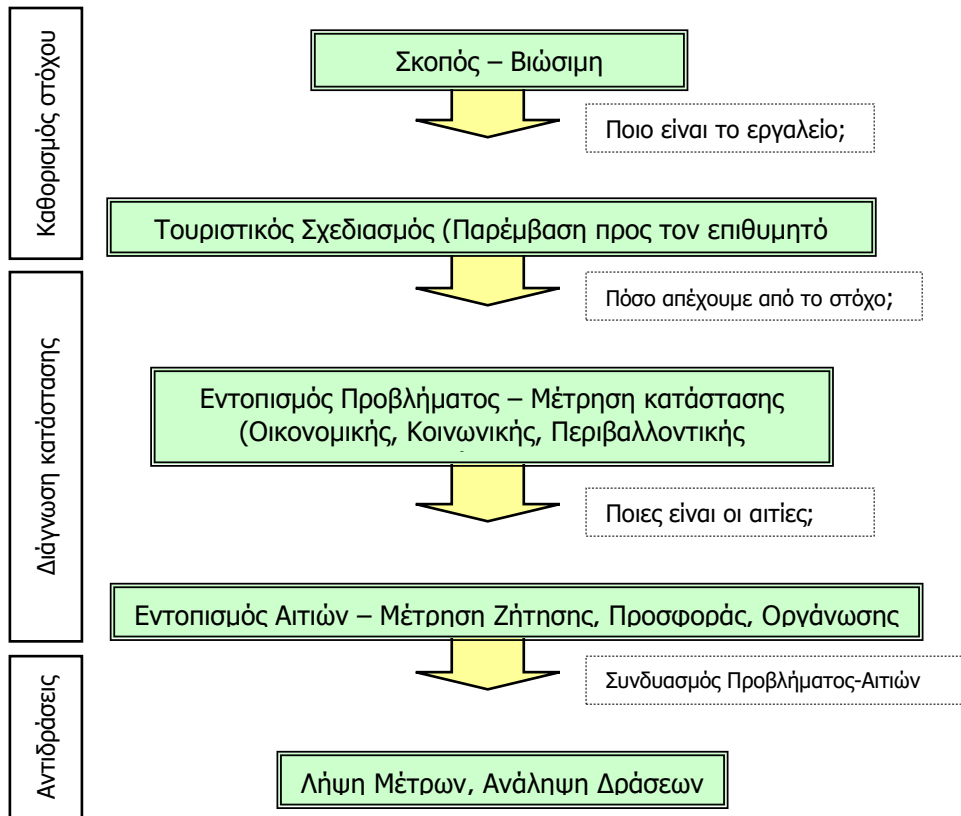 Καθορισμός στόχου
Σκοπός – Βιώσιμη
Ποιο είναι το εργαλείο;
Τουριστικός Σχεδιασμός (Παρέμβαση προς τον επιθυμητό
Διάγνωση κατάστασης
Πόσο απέχουμε από το στόχο;
Εντοπισμός Προβλήματος – Μέτρηση κατάστασης
(Οικονομικής, Κοινωνικής, Περιβαλλοντικής
Ποιες είναι οι αιτίες;
Εντοπισμός Αιτιών – Μέτρηση Ζήτησης, Προσφοράς, Οργάνωσης
Αντιδράσεις
Συνδυασμός Προβλήματος-Αιτιών
Λήψη Μέτρων, Ανάληψη Δράσεων